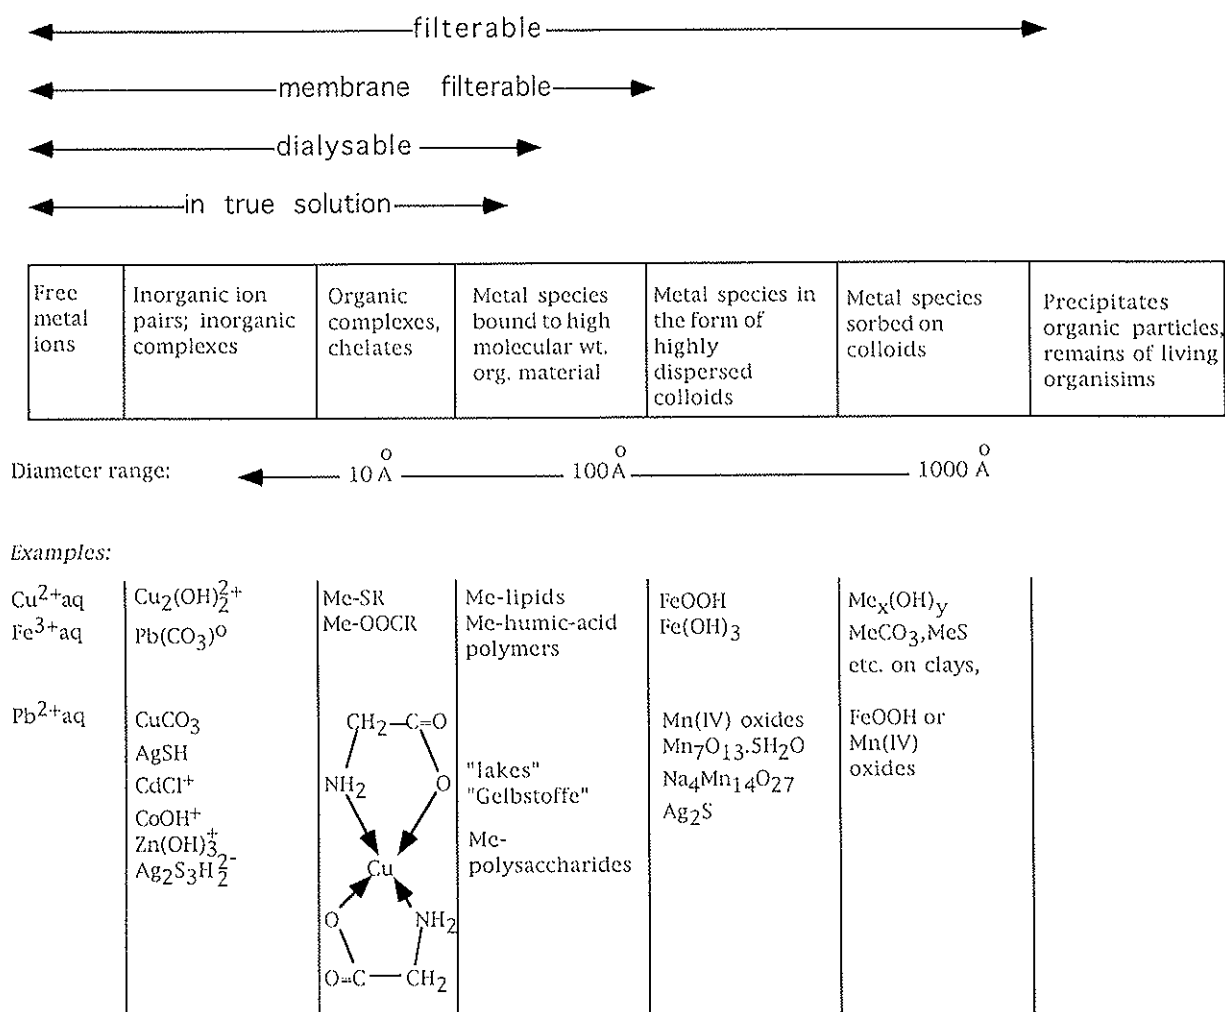 filterable
membrane filterable
dialysable
in true solution
Free
metal
ions
Inorganic ion
pairs; inorganic
complexes
Organic
complexes,
chelates
Metal species
bound to high
molecular wt.
org. material
Metal species in
the form of
highly
dispersed
colloids
Metal species
sorbed on
colloids
Precipitates
organic particles,
remains of living
organisims
Diameter range: 10 Å 100 Å 1000 Å
Examples:
Cu²⁺aq
Fe³⁺aq
Pb²⁺aq
Cu₂(OH)₂²⁺
Pb(CO₃)⁰
CuCO₃
AgSH
CdCl⁺
CoOH⁺
Zn(OH)₃⁺
Ag₂S₃H₂²⁻
Me-SR
Me-OOCR
CH₂-C=O
NH₂ O
Cu
O NH₂
O=C CH₂
Me-lipids
Me-humic-acid
polymers
"lakes"
"Gelbstoffe"
Me-
polysaccharides
FeOOH
Fe(OH)₃
Mn(IV) oxides
Mn₇O₁₃.5H₂O
Na₄Mn₁₄O₂₇
Ag₂S
Meₓ(OH)ᵧ
MeCO₃,MeS
etc. on clays,
FeOOH or
Mn(IV)
oxides